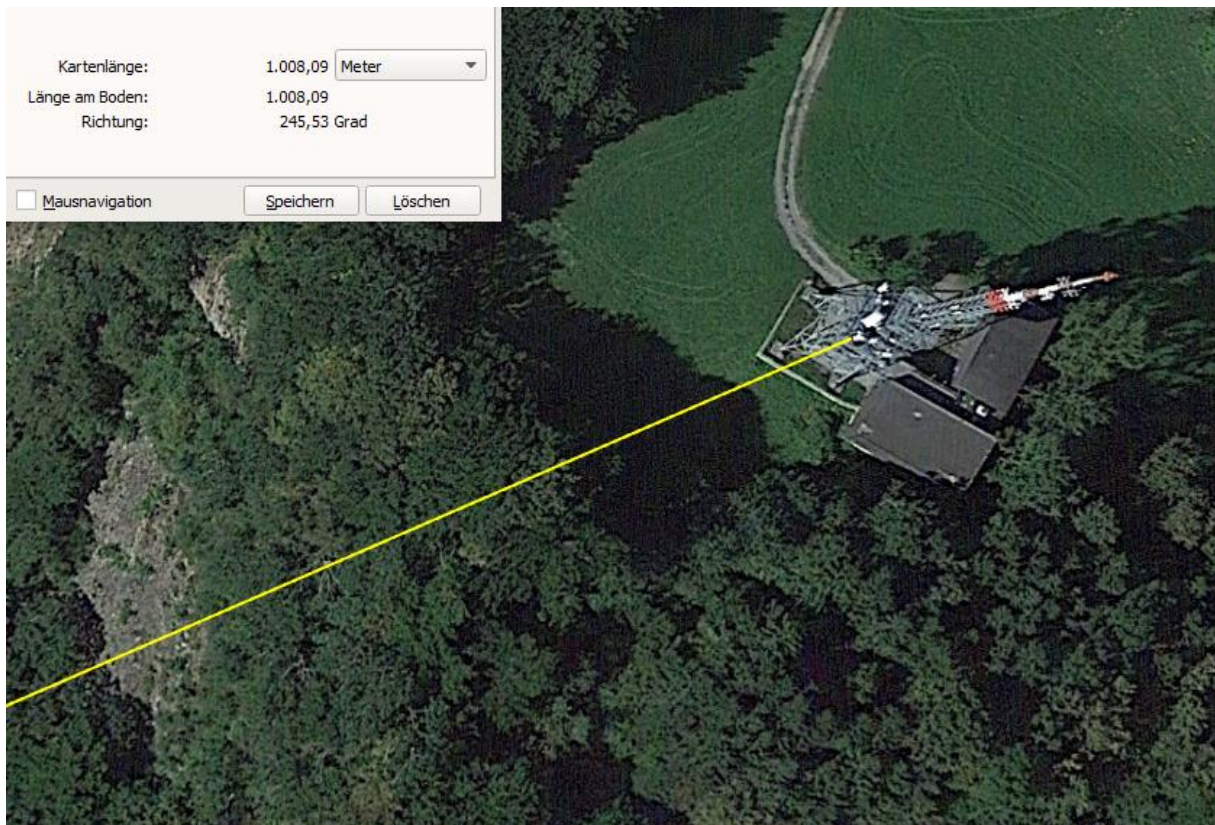 Kartenlänge: 1.008,09 Meter
Länge am Boden: 1.008,09
Richtung: 245,53 Grad
Mausnavigation Speichern Löschen